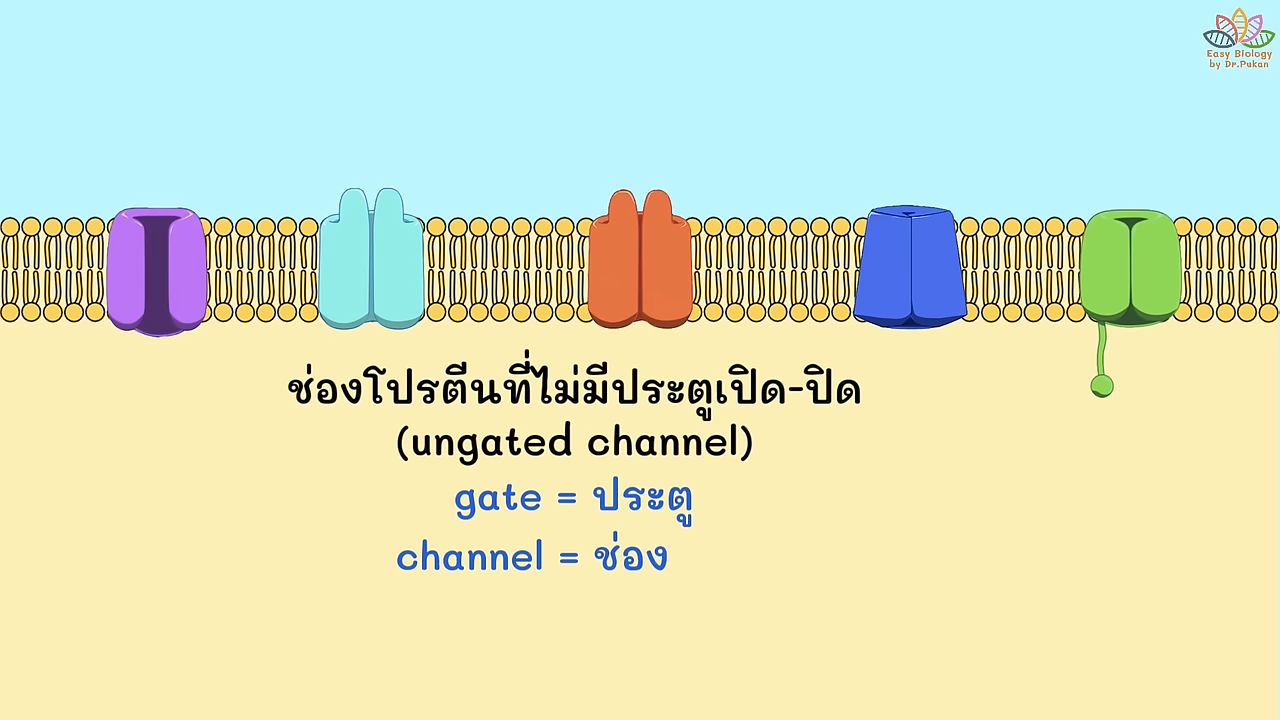 Easy Biology
by Dr.Pukan
ช่องโปรตีนที่ไม่มีประตูเปิด-ปิด
(ungated channel)
gate = ประตู
channel = ช่อง